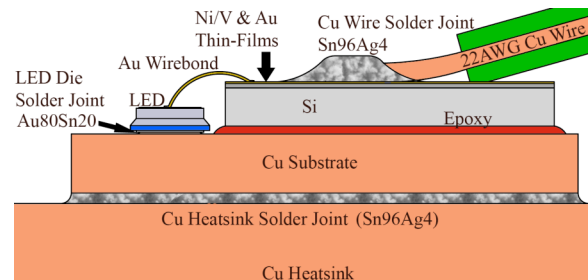 Ni/V & Au
Thin-Films
Cu Wire Solder Joint
Sn96Ag4
22AWG Cu Wire
Au Wirebond
LED Die
Solder Joint
Au80Sn20
LED
Si
Epoxy
Cu Substrate
Cu Heatsink Solder Joint (Sn96Ag4)
Cu Heatsink